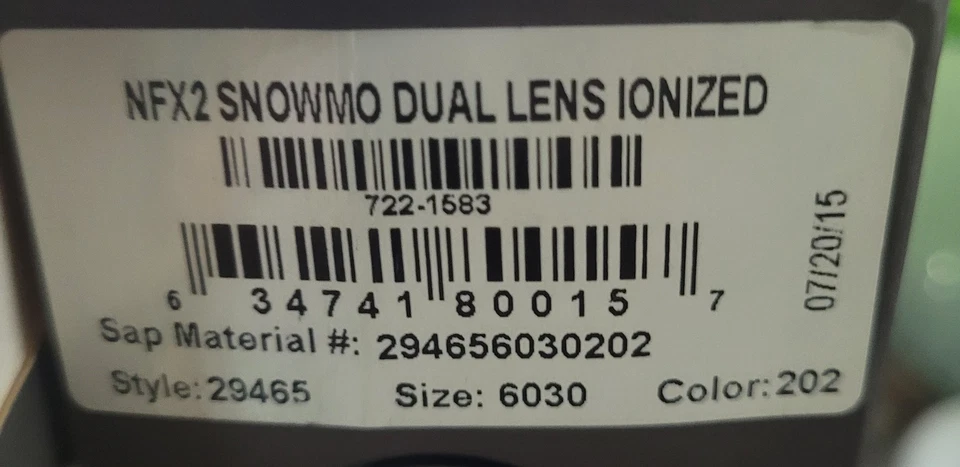 NFX2 SNOWMO DUAL LENS IONIZED
722-1583
6 34741 80015 7
07/20/15
Sap Material #: 294656030202
Style: 29465 Size: 6030 Color: 202